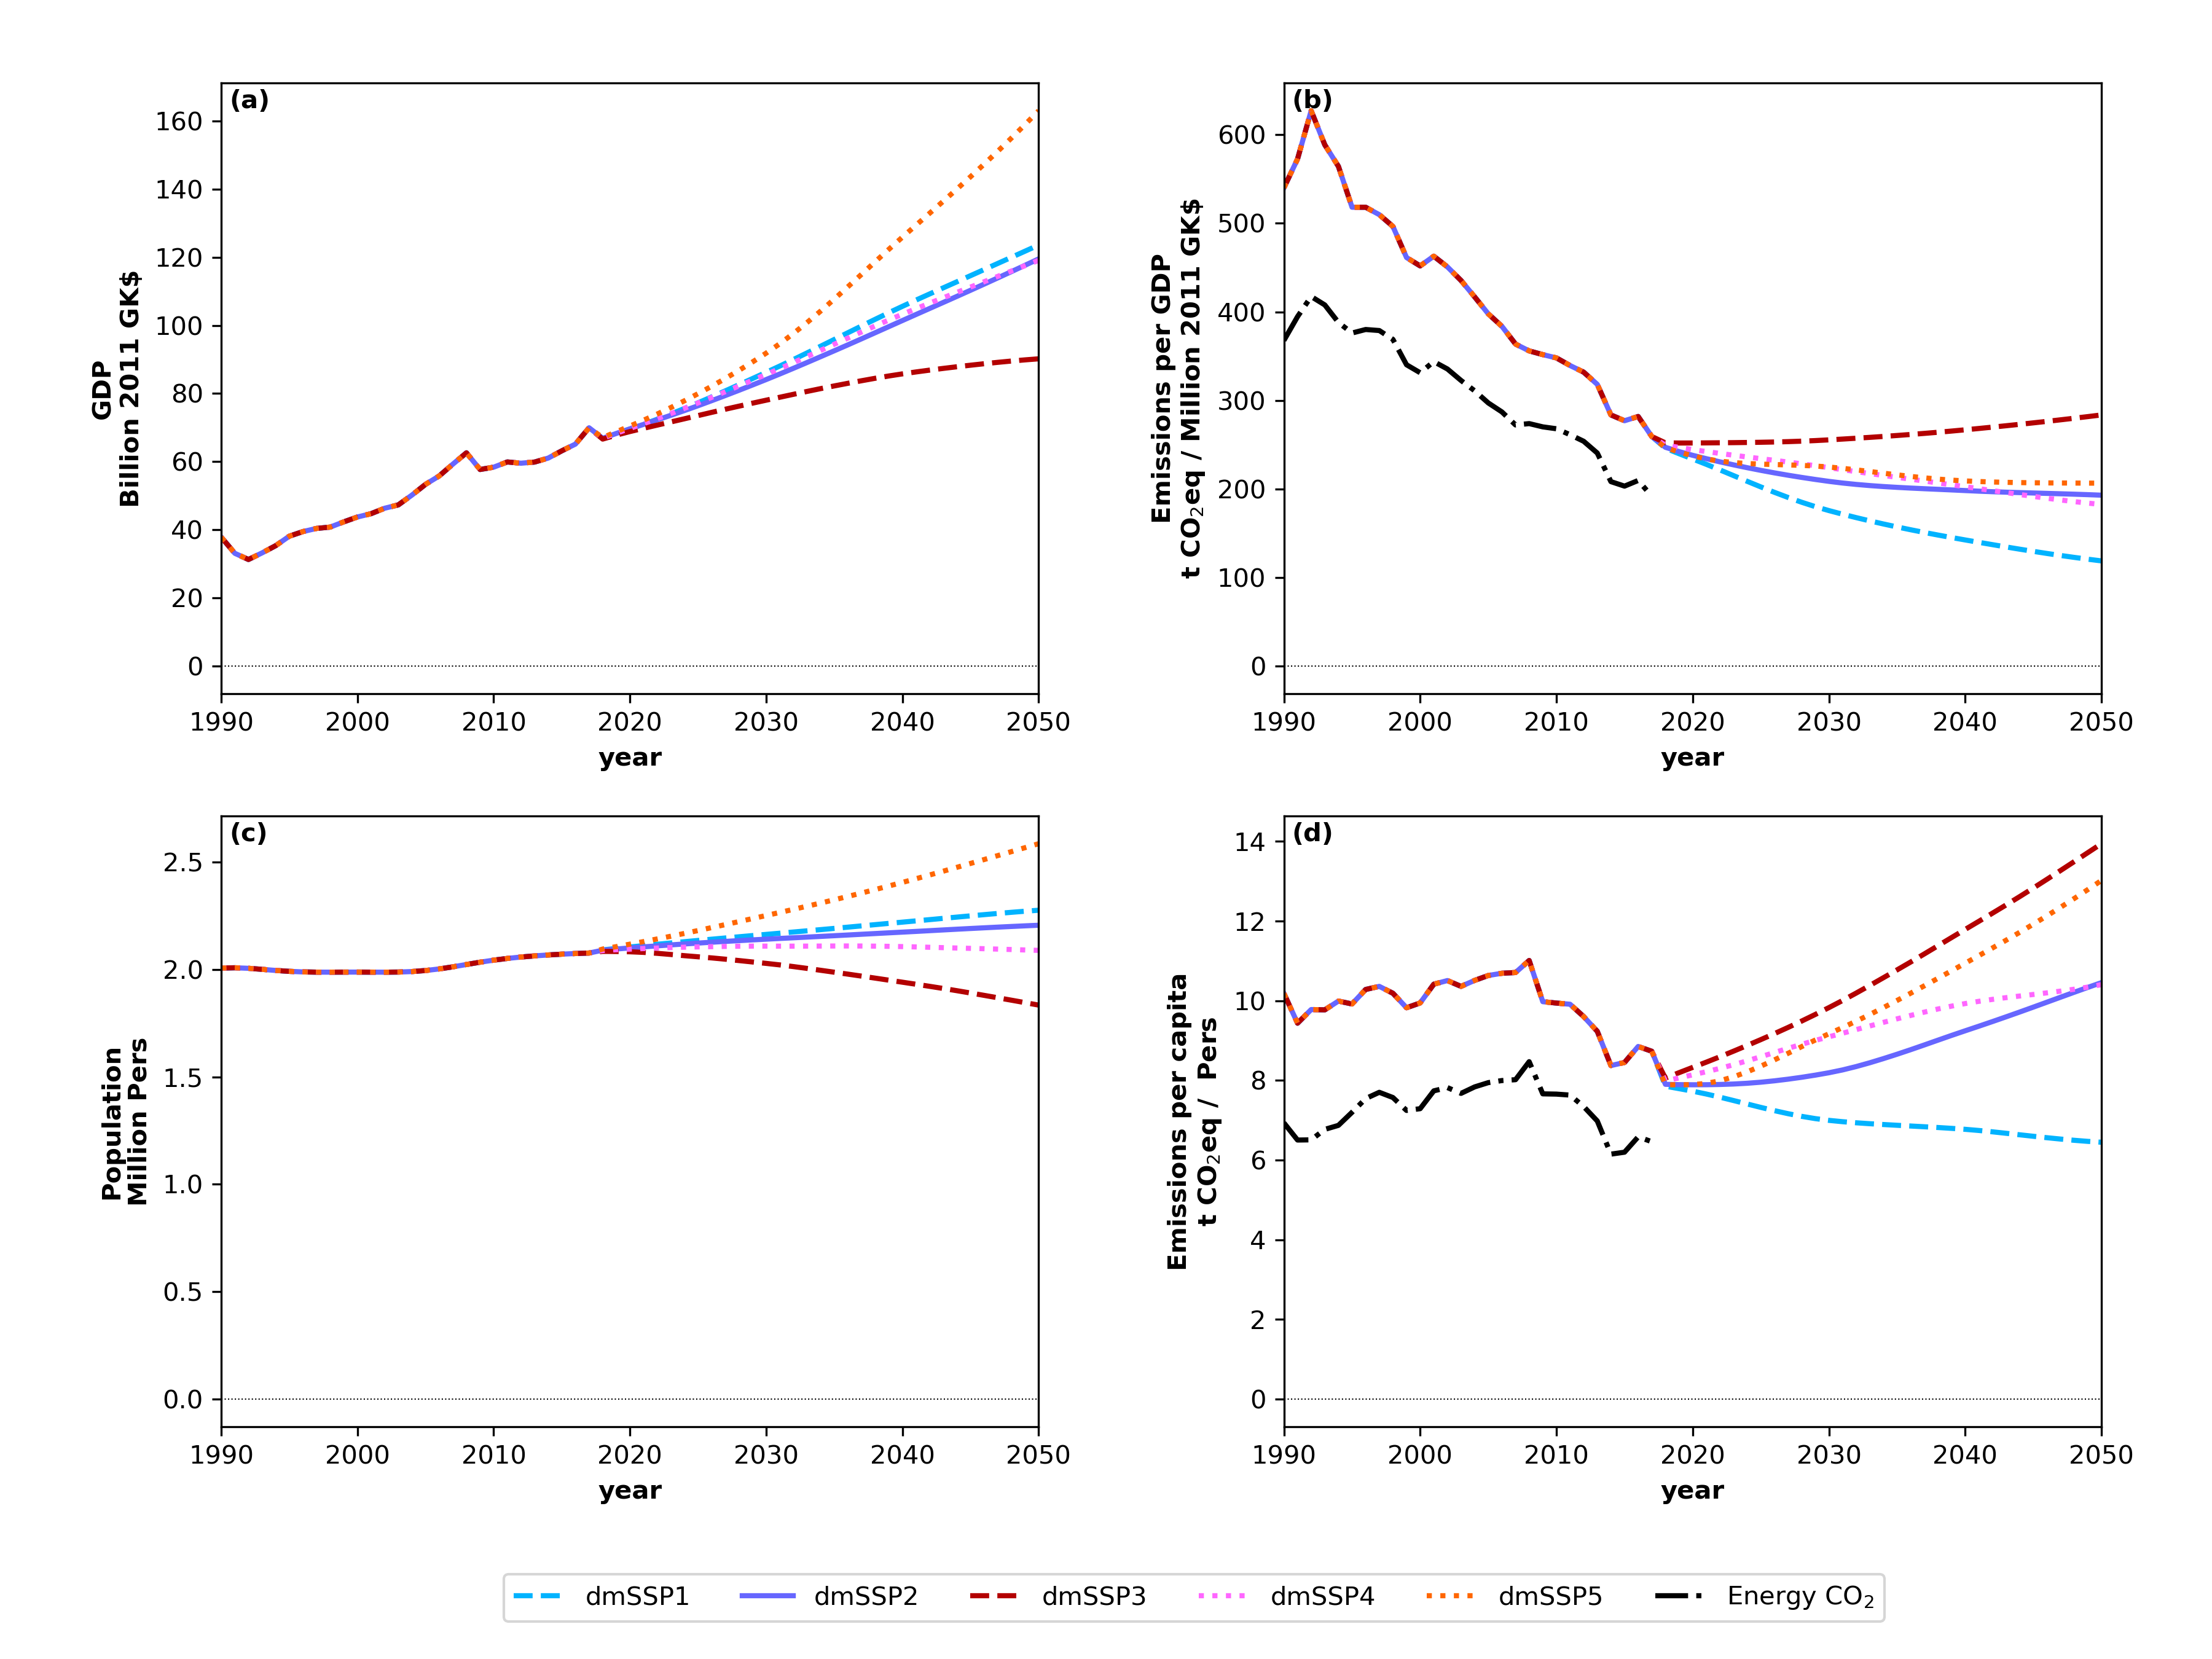 (a)
GDP
Billion 2011 GK$
160
140
120
100
80
60
40
20
0
1990 2000 2010 2020 2030 2040 2050
year
(b)
Emissions per GDP
t CO₂eq / Million 2011 GK$
600
500
400
300
200
100
0
1990 2000 2010 2020 2030 2040 2050
year
(c)
Population
Million Pers
2.5
2.0
1.5
1.0
0.5
0.0
1990 2000 2010 2020 2030 2040 2050
year
(d)
Emissions per capita
t CO₂eq / Pers
14
12
10
8
6
4
2
0
1990 2000 2010 2020 2030 2040 2050
year
dmSSP1 dmSSP2 dmSSP3 dmSSP4 dmSSP5 Energy CO₂